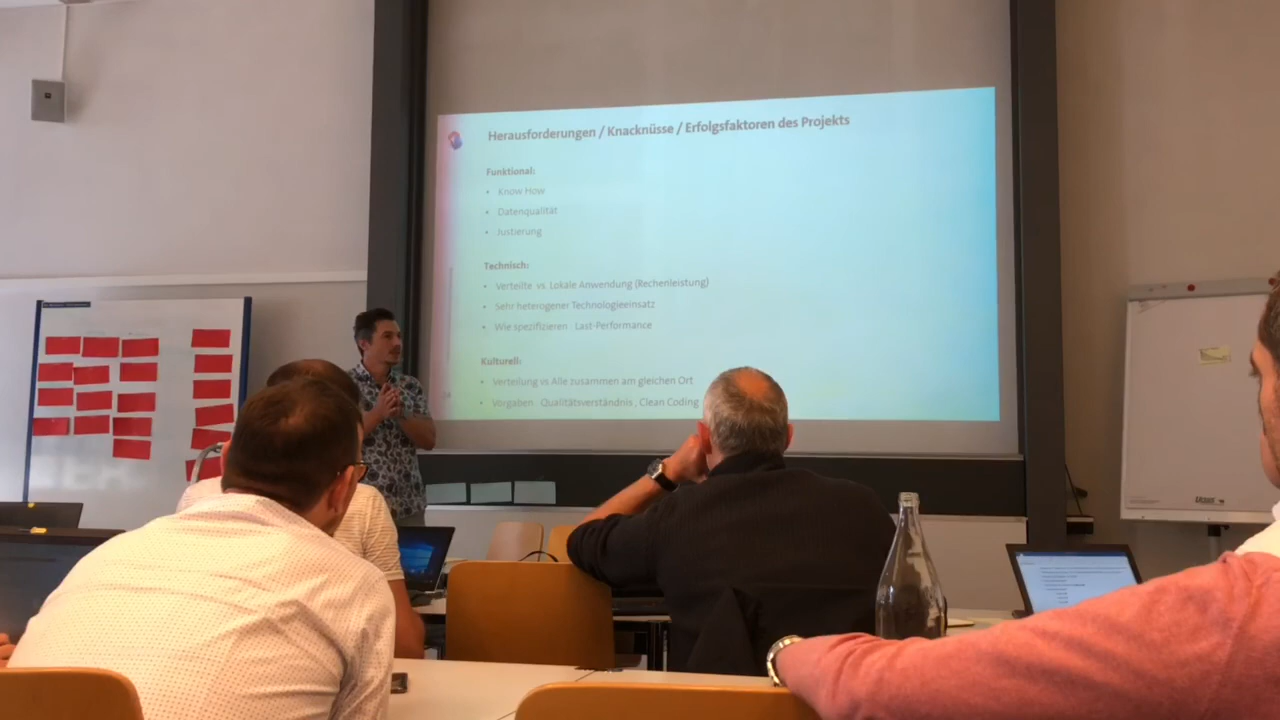 Herausforderungen / Knacknüsse / Erfolgsfaktoren des Projekts
Funktional:
• Know How
• Datenqualität
• Justierung
Technisch:
• Verteilte vs. Lokale Anwendung (Rechenleistung)
• Sehr heterogener Technologieeinsatz
• Wie spezifizieren Last-Performance
Kulturell:
• Verteilung vs Alle zusammen am gleichen Ort
• Vorgaben Qualitätsverständnis, Clean Coding